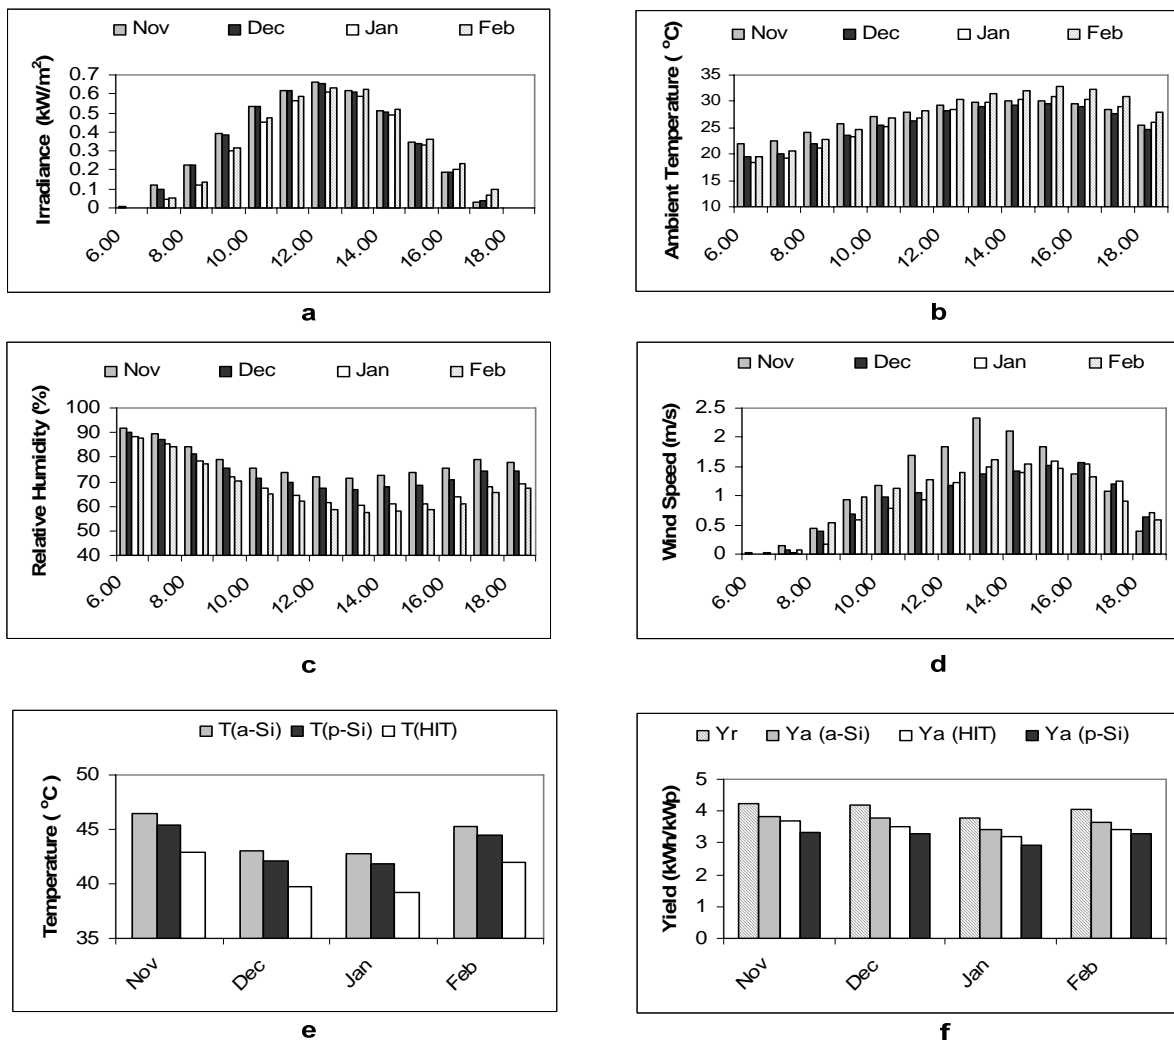 Nov Dec Jan Feb
Irradiance (kW/m²)
0.7
0.6
0.5
0.4
0.3
0.2
0.1
0
6.00 8.00 10.00 12.00 14.00 16.00 18.00
a
Nov Dec Jan Feb
Ambient Temperature ( °C)
35
30
25
20
15
10
6.00 8.00 10.00 12.00 14.00 16.00 18.00
b
Nov Dec Jan Feb
Relative Humidity (%)
100
90
80
70
60
50
40
6.00 8.00 10.00 12.00 14.00 16.00 18.00
c
Nov Dec Jan Feb
Wind Speed (m/s)
2.5
2
1.5
1
0.5
0
6.00 8.00 10.00 12.00 14.00 16.00 18.00
d
T(a-Si) T(p-Si) T(HIT)
Temperature ( °C )
50
45
40
35
Nov Dec Jan Feb
e
Yr Ya (a-Si) Ya (HIT) Ya (p-Si)
Yield (kWh/kWp)
5
4
3
2
1
0
Nov Dec Jan Feb
f